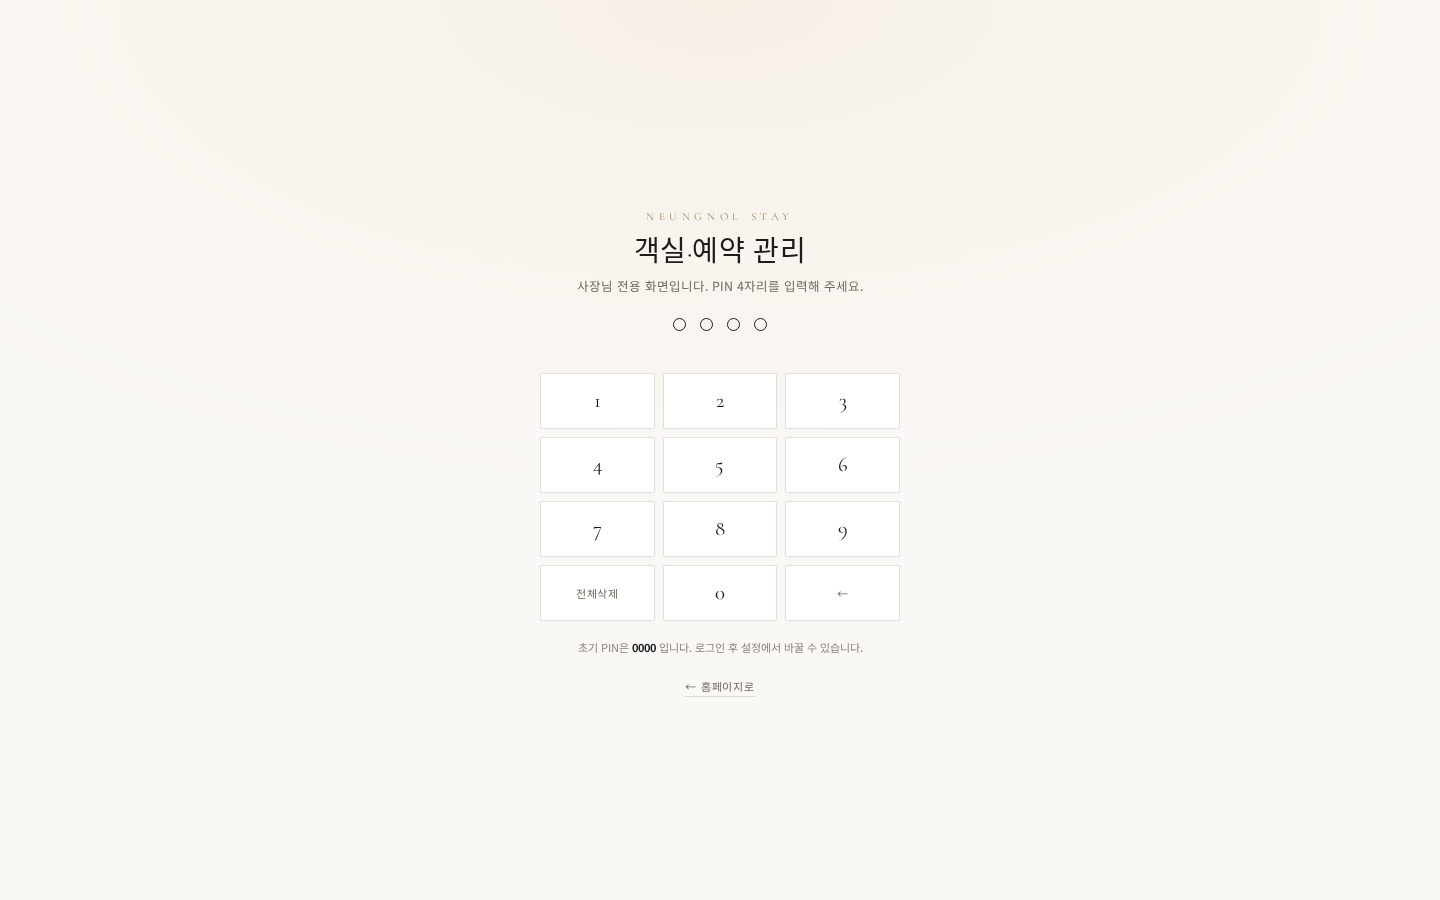 NEUNGNOL STAY
객실·예약 관리
사장님 전용 화면입니다. PIN 4자리를 입력해 주세요.
1 2 3
4 5 6
7 8 9
전체삭제 0 ←
초기 PIN은 0000 입니다. 로그인 후 설정에서 바꿀 수 있습니다.
← 홈페이지로